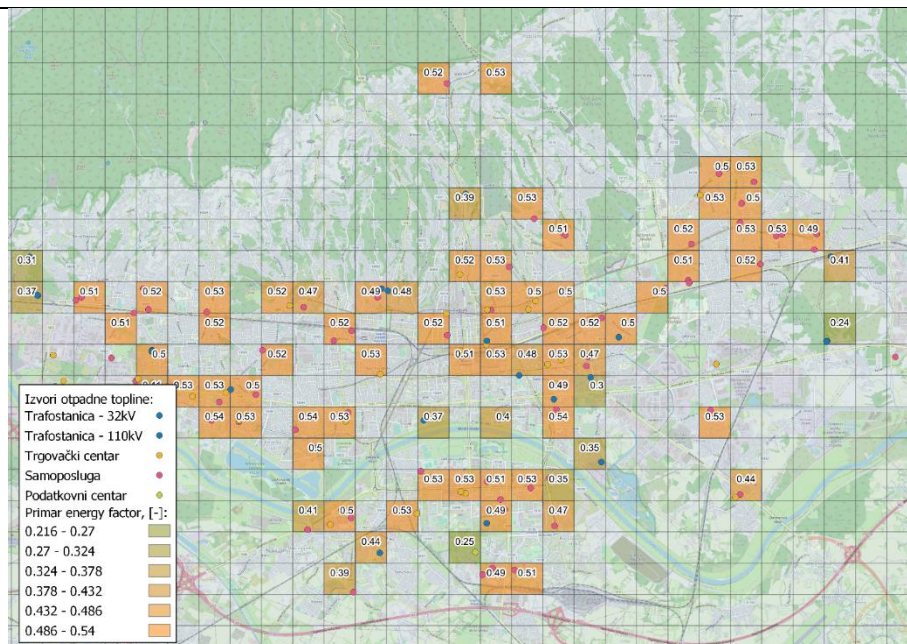 0.52 0.53
0.5 0.53
0.39 0.53 0.53 0.5
0.51 0.52 0.53 0.53 0.49
0.31 0.52 0.53 0.51 0.52 0.41
0.37 0.51 0.52 0.53 0.52 0.47 0.49 0.48 0.53 0.5 0.5 0.5
0.51 0.52 0.52 0.52 0.51 0.52 0.52 0.5 0.24
0.5 0.52 0.53 0.51 0.53 0.48 0.53 0.47
0.53 0.53 0.5 0.49 0.3
0.54 0.53 0.54 0.53 0.37 0.4 0.54 0.53
0.5 0.35
0.53 0.53 0.51 0.53 0.35 0.44
0.41 0.5 0.53 0.49 0.47
0.44 0.25
0.39 0.49 0.51
Izvori otpadne topline:
Trafostanica - 32kV
Trafostanica - 110kV
Trgovački centar
Samoposluga
Podatkovni centar
Primar energy factor, [-]:
0.216 - 0.27
0.27 - 0.324
0.324 - 0.378
0.378 - 0.432
0.432 - 0.486
0.486 - 0.54